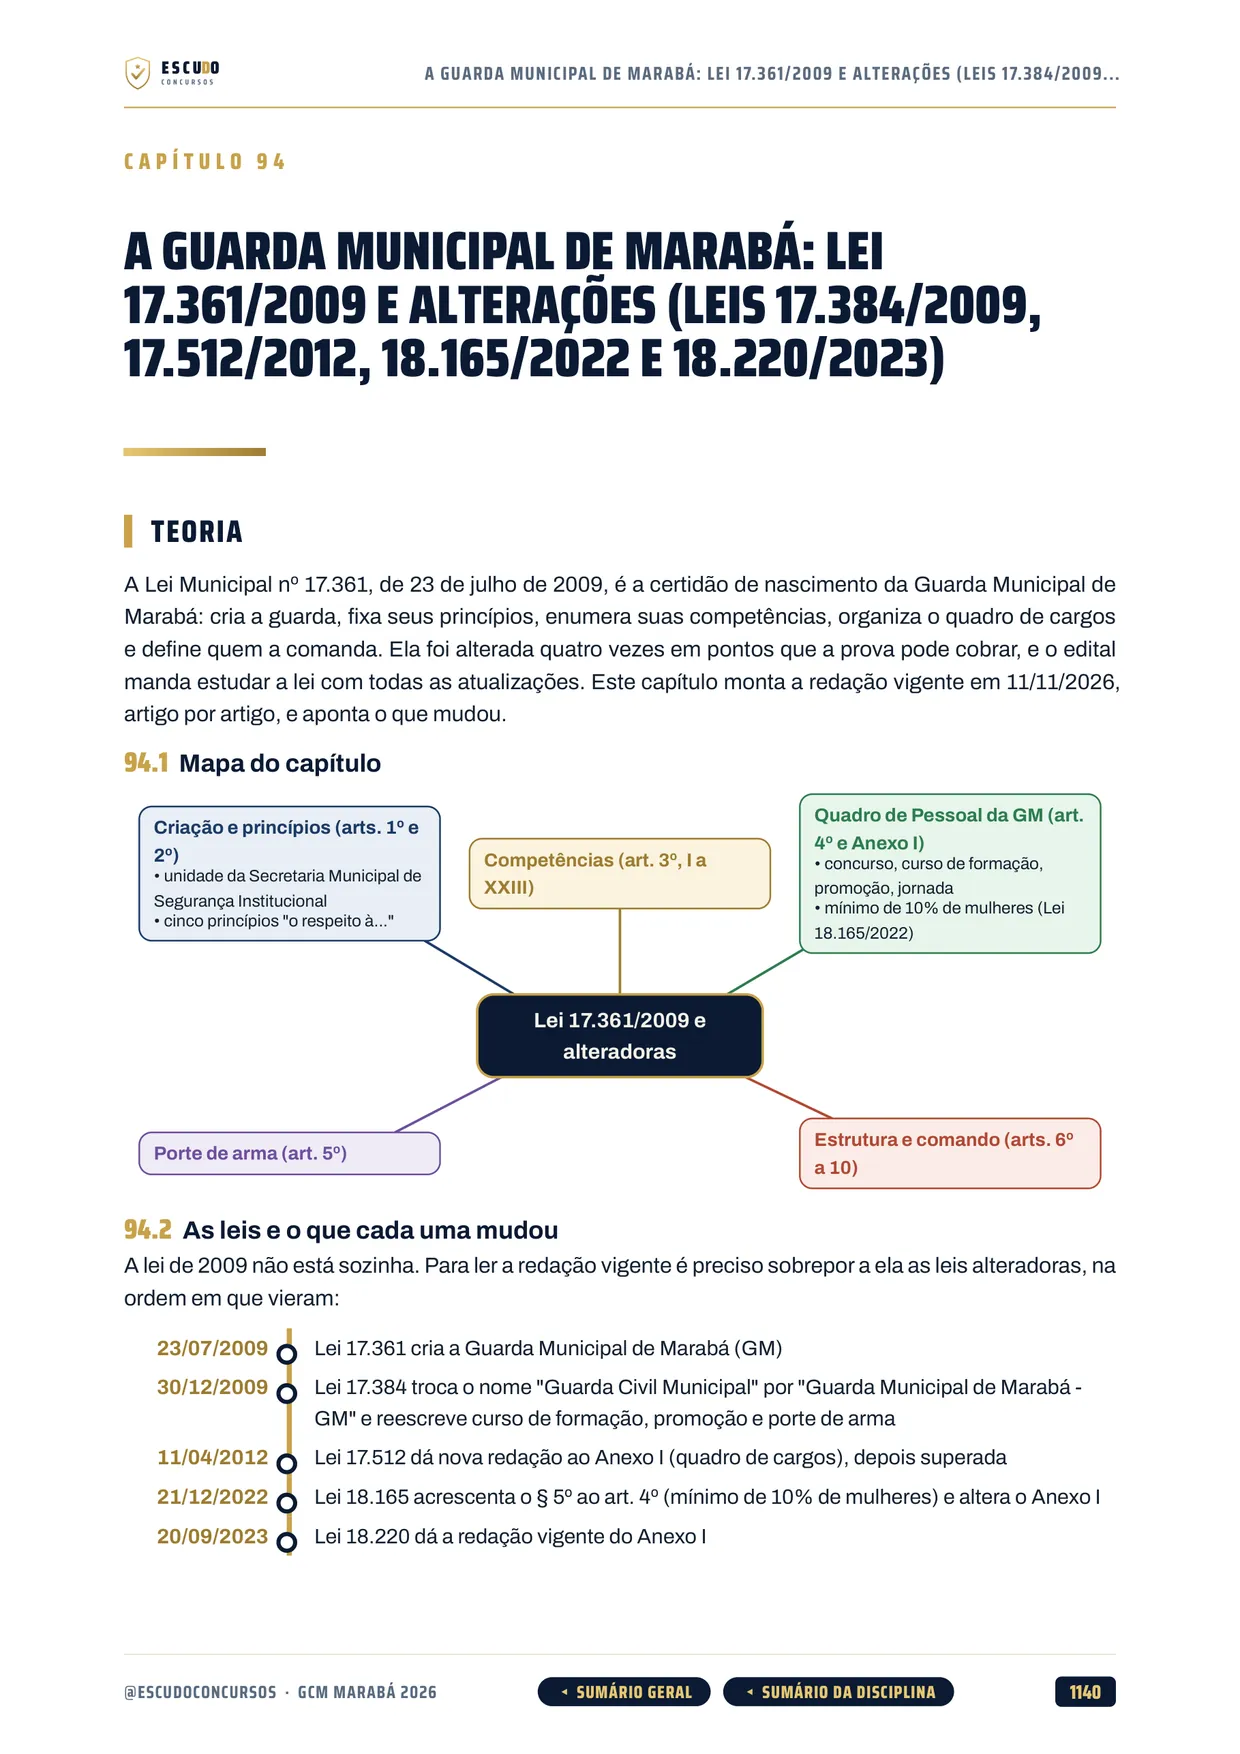 ESCUDO
CONCURSOS
A GUARDA MUNICIPAL DE MARABÁ: LEI 17.361/2009 E ALTERAÇÕES (LEIS 17.384/2009...
CAPÍTULO 94
A GUARDA MUNICIPAL DE MARABÁ: LEI
17.361/2009 E ALTERAÇÕES (LEIS 17.384/2009,
17.512/2012, 18.165/2022 E 18.220/2023)
TEORIA
A Lei Municipal nº 17.361, de 23 de julho de 2009, é a certidão de nascimento da Guarda Municipal de
Marabá: cria a guarda, fixa seus princípios, enumera suas competências, organiza o quadro de cargos
e define quem a comanda. Ela foi alterada quatro vezes em pontos que a prova pode cobrar, e o edital
manda estudar a lei com todas as atualizações. Este capítulo monta a redação vigente em 11/11/2026,
artigo por artigo, e aponta o que mudou.
94.1 Mapa do capítulo
Criação e princípios (arts. 1º e
2º)
• unidade da Secretaria Municipal de
Segurança Institucional
• cinco princípios "o respeito à..."
Competências (art. 3º, I a
XXIII)
Quadro de Pessoal da GM (art.
4º e Anexo I)
• concurso, curso de formação,
promoção, jornada
• mínimo de 10% de mulheres (Lei
18.165/2022)
Lei 17.361/2009 e
alteradoras
Porte de arma (art. 5º)
Estrutura e comando (arts. 6º
a 10)
94.2 As leis e o que cada uma mudou
A lei de 2009 não está sozinha. Para ler a redação vigente é preciso sobrepor a ela as leis alteradoras, na
ordem em que vieram:
23/07/2009 Lei 17.361 cria a Guarda Municipal de Marabá (GM)
30/12/2009 Lei 17.384 troca o nome "Guarda Civil Municipal" por "Guarda Municipal de Marabá -
GM" e reescreve curso de formação, promoção e porte de arma
11/04/2012 Lei 17.512 dá nova redação ao Anexo I (quadro de cargos), depois superada
21/12/2022 Lei 18.165 acrescenta o § 5º ao art. 4º (mínimo de 10% de mulheres) e altera o Anexo I
20/09/2023 Lei 18.220 dá a redação vigente do Anexo I
@ESCUDOCONCURSOS · GCM MARABÁ 2026
SUMÁRIO GERAL
SUMÁRIO DA DISCIPLINA
1140